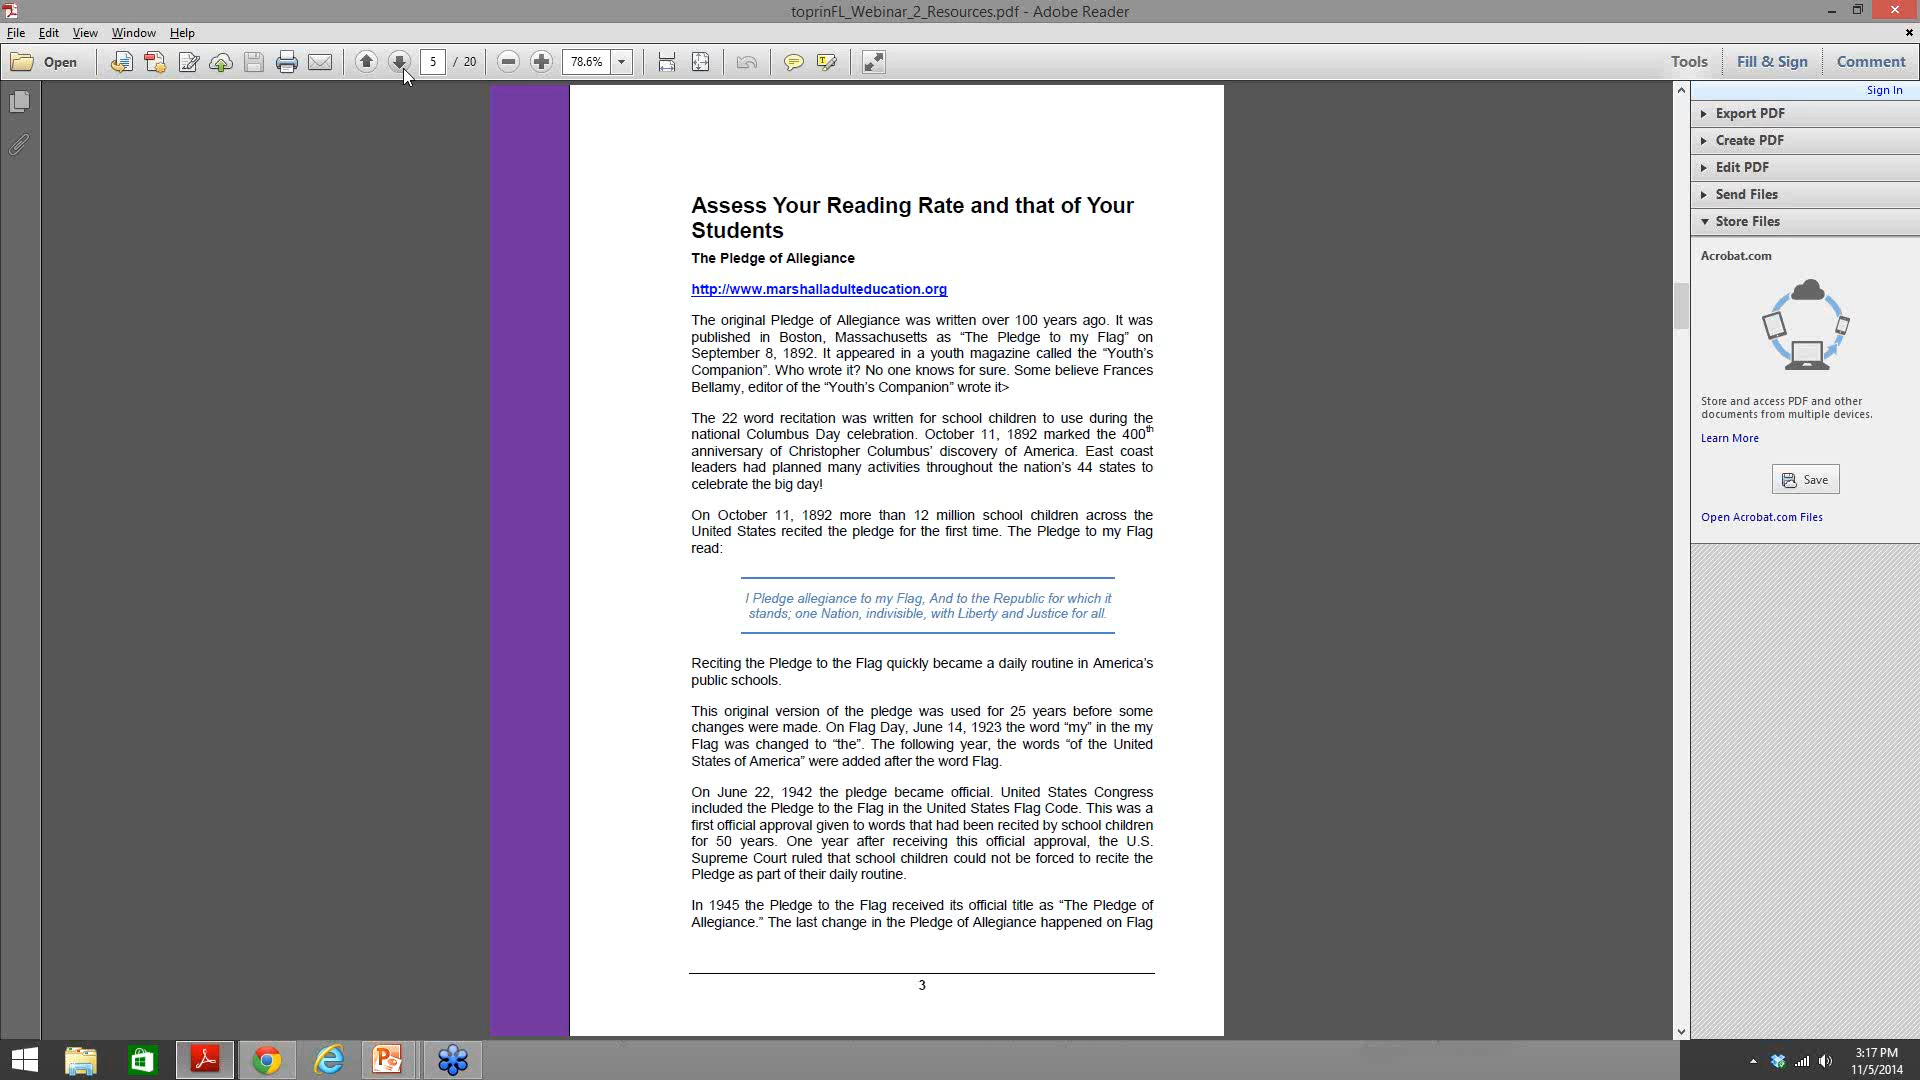 toprinFL_Webinar_2_Resources.pdf - Adobe Reader
File Edit View Window Help
Open 5 / 20 78.6% Tools Fill & Sign Comment
Sign In
Export PDF
Create PDF
Edit PDF
Send Files
Store Files
Acrobat.com
Store and access PDF and other
documents from multiple devices.
Learn More
Save
Open Acrobat.com Files
Assess Your Reading Rate and that of Your
Students
The Pledge of Allegiance
http://www.marshalladulteducation.org
The original Pledge of Allegiance was written over 100 years ago. It was
published in Boston, Massachusetts as “The Pledge to my Flag” on
September 8, 1892. It appeared in a youth magazine called the “Youth’s
Companion”. Who wrote it? No one knows for sure. Some believe Frances
Bellamy, editor of the “Youth’s Companion” wrote it>
The 22 word recitation was written for school children to use during the
national Columbus Day celebration. October 11, 1892 marked the 400th
anniversary of Christopher Columbus’ discovery of America. East coast
leaders had planned many activities throughout the nation’s 44 states to
celebrate the big day!
On October 11, 1892 more than 12 million school children across the
United States recited the pledge for the first time. The Pledge to my Flag
read:
I Pledge allegiance to my Flag, And to the Republic for which it
stands; one Nation, indivisible, with Liberty and Justice for all.
Reciting the Pledge to the Flag quickly became a daily routine in America’s
public schools.
This original version of the pledge was used for 25 years before some
changes were made. On Flag Day, June 14, 1923 the word “my” in the my
Flag was changed to “the”. The following year, the words “of the United
States of America” were added after the word Flag.
On June 22, 1942 the pledge became official. United States Congress
included the Pledge to the Flag in the United States Flag Code. This was a
first official approval given to words that had been recited by school children
for 50 years. One year after receiving this official approval, the U.S.
Supreme Court ruled that school children could not be forced to recite the
Pledge as part of their daily routine.
In 1945 the Pledge to the Flag received its official title as “The Pledge of
Allegiance.” The last change in the Pledge of Allegiance happened on Flag
3
3:17 PM
11/5/2014